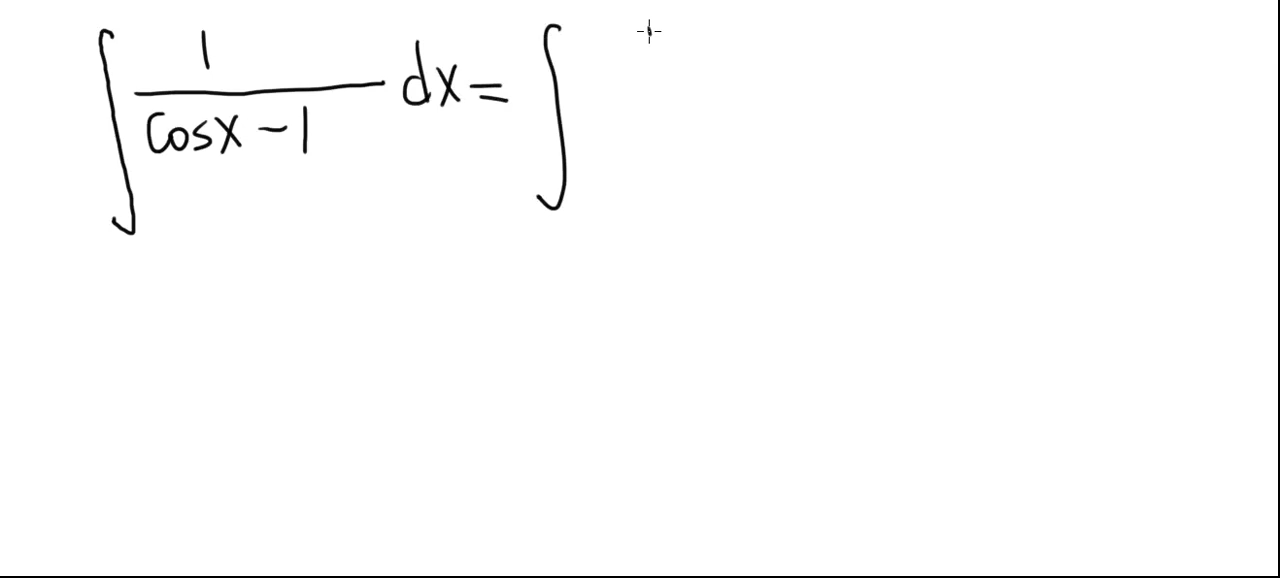 ∫ 1/(cosx - 1) dx = ∫